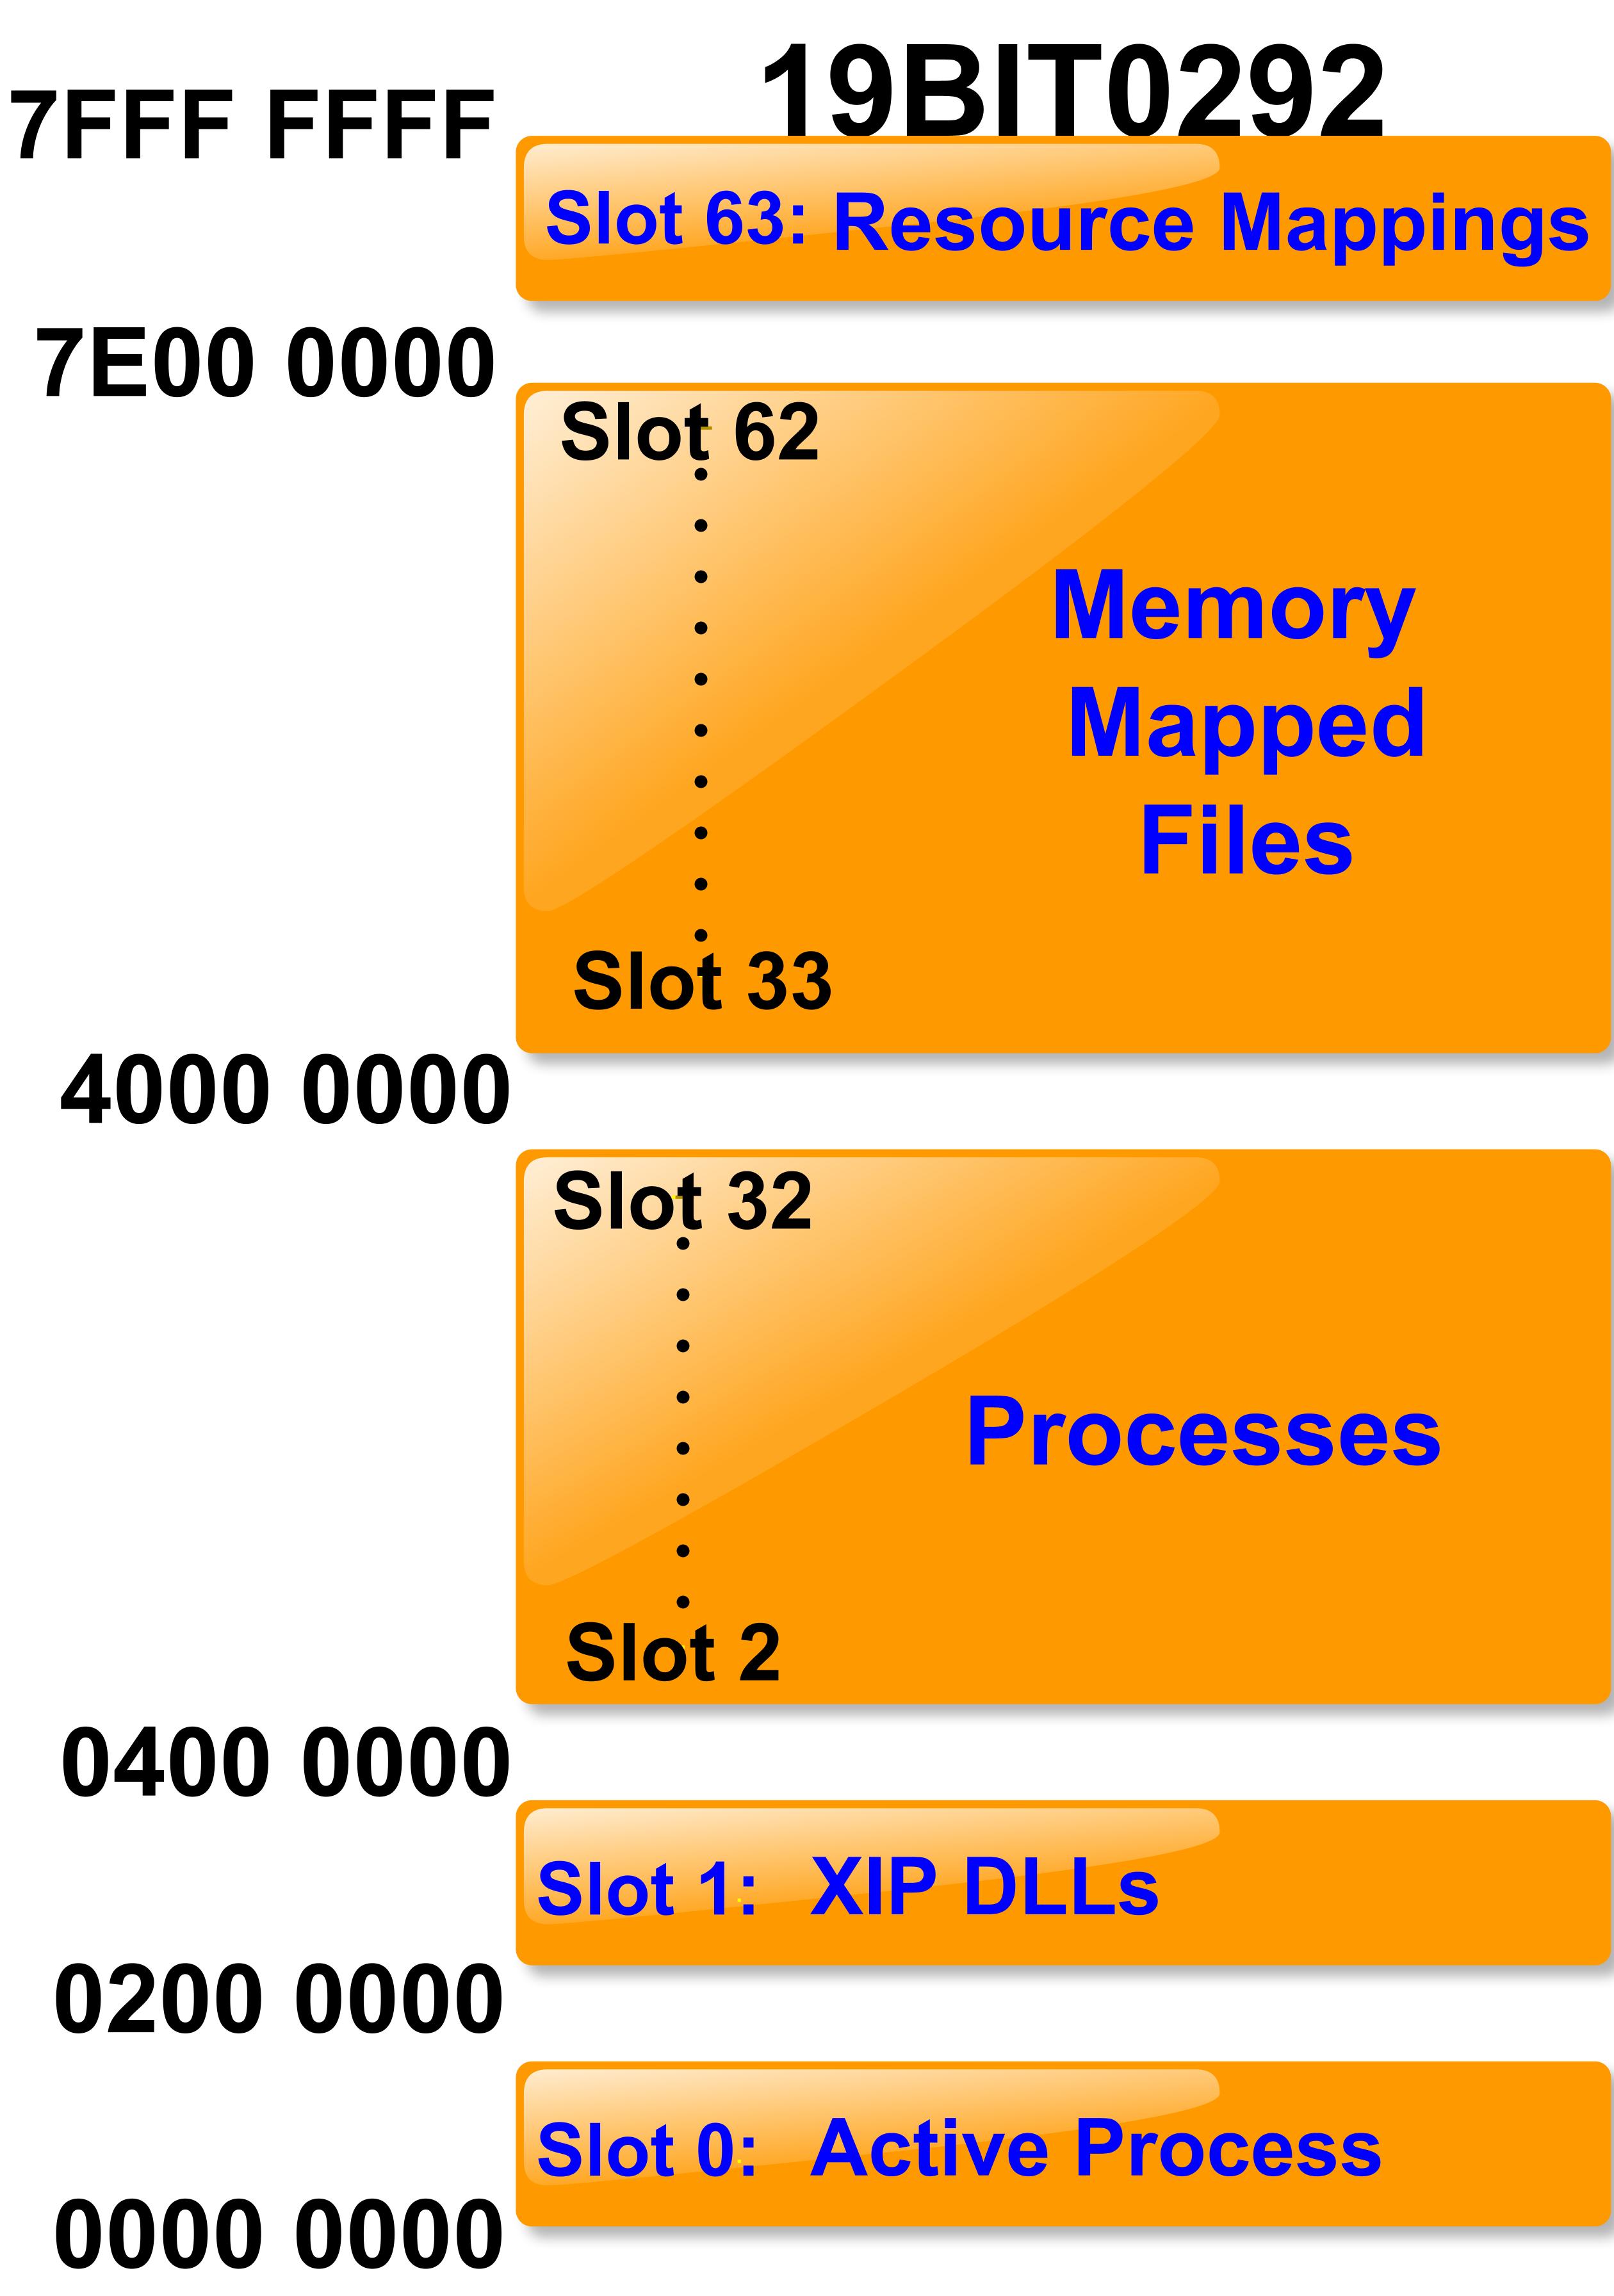 19BIT0292
7FFF FFFF
Slot 63: Resource Mappings
7E00 0000
Slot 62
Memory
Mapped
Files
Slot 33
4000 0000
Slot 32
Processes
Slot 2
0400 0000
Slot 1: XIP DLLs
0200 0000
Slot 0: Active Process
0000 0000